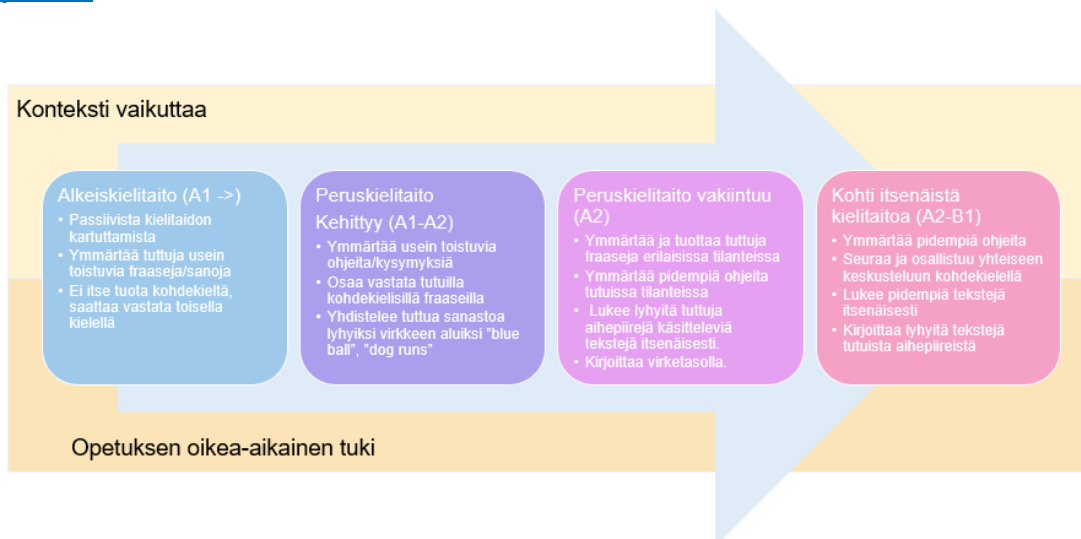 Konteksti vaikuttaa
Alkeiskielitaito (A1 ->)
• Passiivista kielitaidon
kartuttamista
• Ymmärtää tuttuja usein
toistuvia fraaseja/sanoja
• Ei itse tuota kohdekieltä,
saattaa vastata toisella
kielellä
Peruskielitaito
Kehittyy (A1-A2)
• Ymmärtää usein toistuvia
ohjeita/kysymyksiä
• Osaa vastata tutuilla
kohdekielisillä fraaseilla
• Yhdistelee tuttua sanastoa
lyhyiksi virkkeen aluiksi ”blue
ball”, ”dog runs”
Peruskielitaito vakiintuu
(A2)
• Ymmärtää ja tuottaa tuttuja
fraaseja erilaisissa tilanteissa
• Ymmärtää pidempiä ohjeita
tutuissa tilanteissa
• Lukee lyhyitä tuttuja
aihepiirejä käsitteleviä
tekstejä itsenäisesti.
• Kirjoittaa virketasolla.
Kohti itsenäistä
kielitaitoa (A2-B1)
• Ymmärtää pidempiä ohjeita
• Seuraa ja osallistuu yhteiseen
keskusteluun kohdekielellä
• Lukee pidempiä tekstejä
itsenäisesti
• Kirjoittaa lyhyitä tekstejä
tutuista aihepiireistä
Opetuksen oikea-aikainen tuki